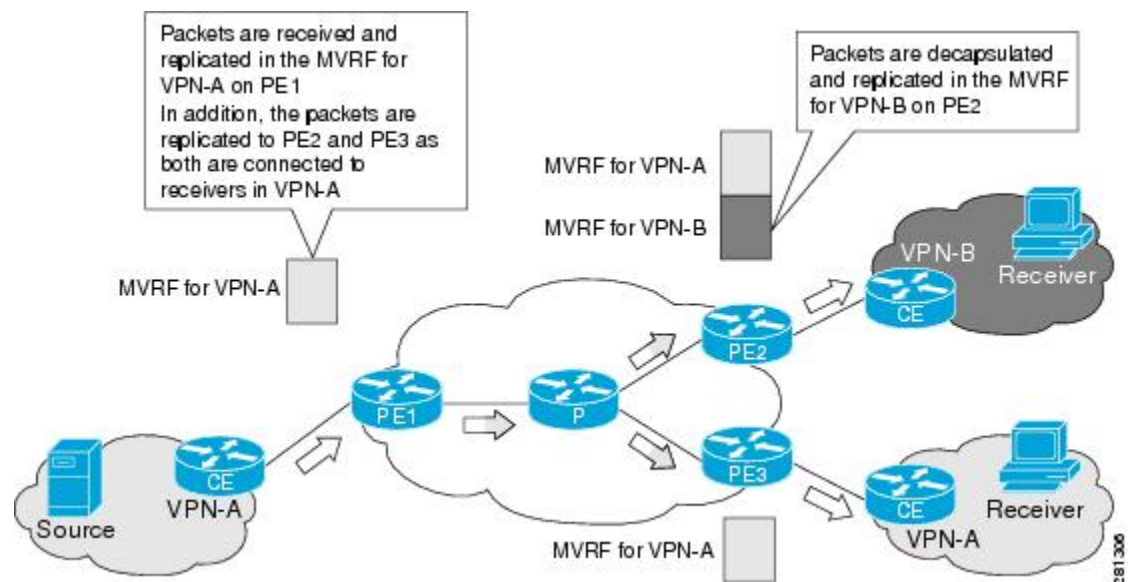 Packets are received and
replicated in the MVRF for
VPN-A on PE1
In addition, the packets are
replicated to PE2 and PE3 as
both are connected to
receivers in VPN-A
Packets are decapsulated
and replicated in the MVRF
for VPN-B on PE2
MVRF for VPN-A
MVRF for VPN-B
MVRF for VPN-A
VPN-B
Receiver
CE
PE2
PE1
P
PE3
CE
VPN-A
Source
CE
Receiver
VPN-A
MVRF for VPN-A
281306